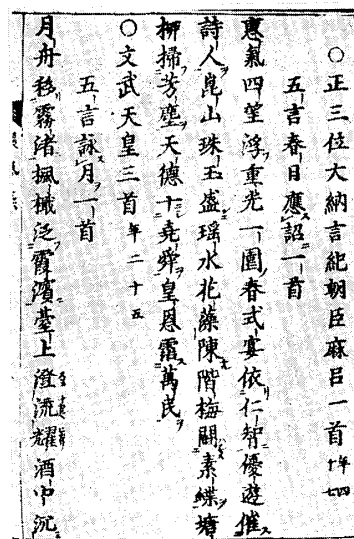 ○正三位大納言紀朝臣麻呂一首年四十七
五言春日應詔一首
惠氣四望浮重光一園春式宴依仁智優遊催
詩人崑山珠玉盛瑶水花藻陳階梅鬪素蝶塘
柳掃芳塵天德十堯舜皇恩霑萬民
○文武天皇三首年二十五
五言詠月一首
月舟移霧渚楓檝泛霞濱臺上澄流耀酒中沉